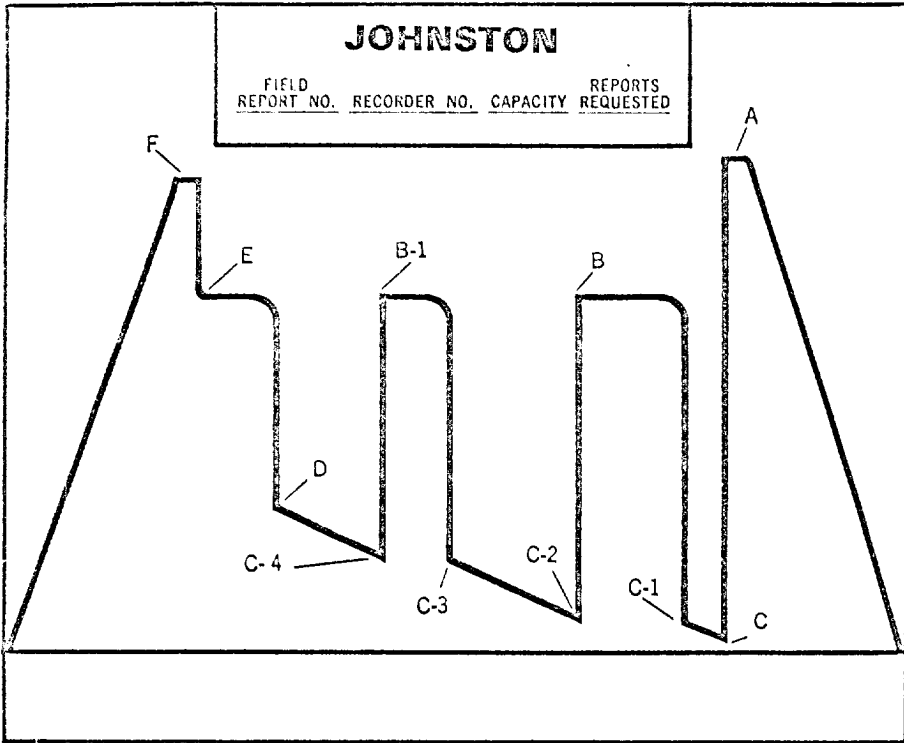 JOHNSTON
FIELD REPORT NO. RECORDER NO. CAPACITY REPORTS REQUESTED
A
F
E
B-1
B
D
C-4
C-3
C-2
C-1
C